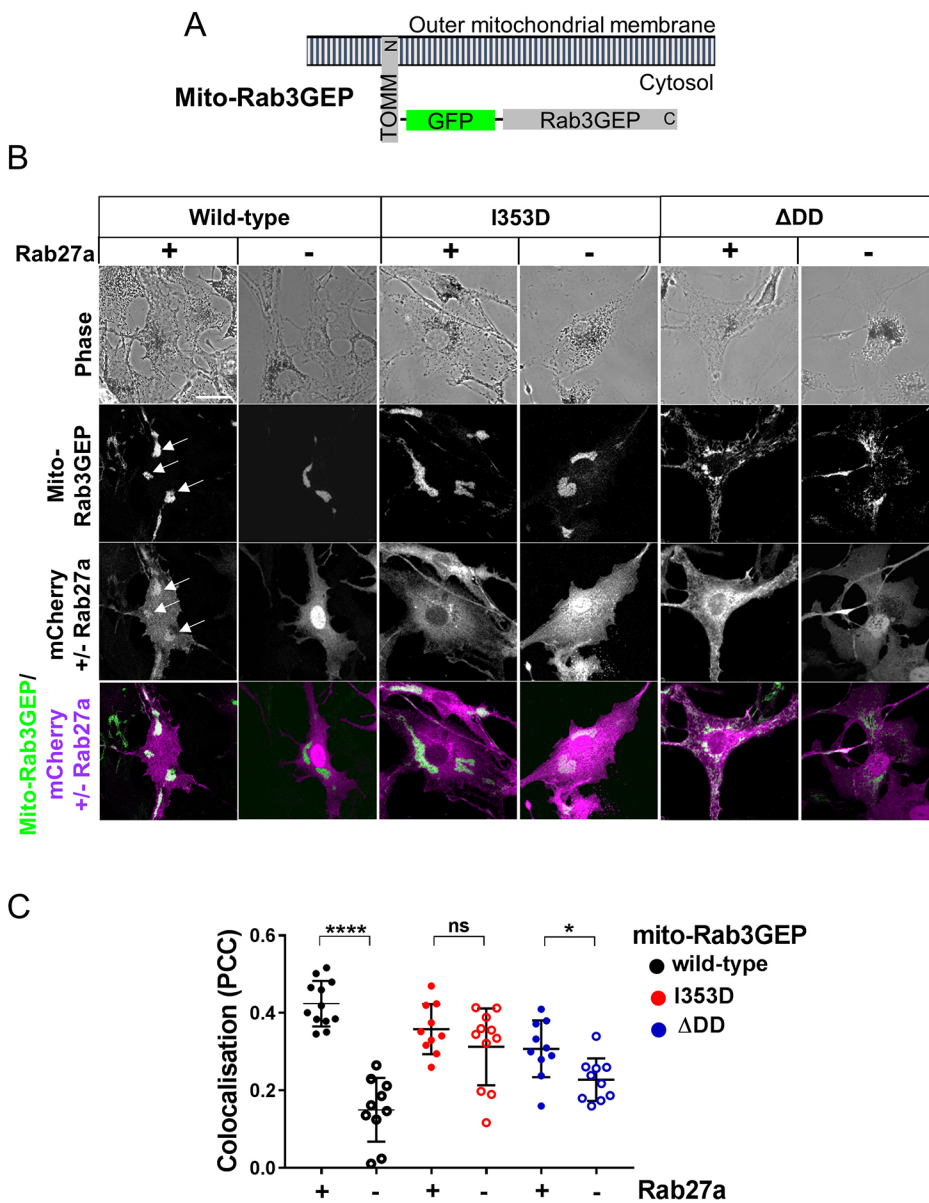 A
Outer mitochondrial membrane
N
Cytosol
Mito-Rab3GEP
TOMM
GFP
Rab3GEP
C
B
Wild-type
I353D
ΔDD
Rab27a
+
-
+
-
+
-
Phase
Mito-
Rab3GEP
mCherry
+/- Rab27a
Mito-Rab3GEP/
mCherry
+/- Rab27a
C
Colocalisation (PCC)
0.6
0.4
0.2
0.0
****
ns
*
mito-Rab3GEP
wild-type
I353D
ΔDD
+
-
+
-
+
-
Rab27a